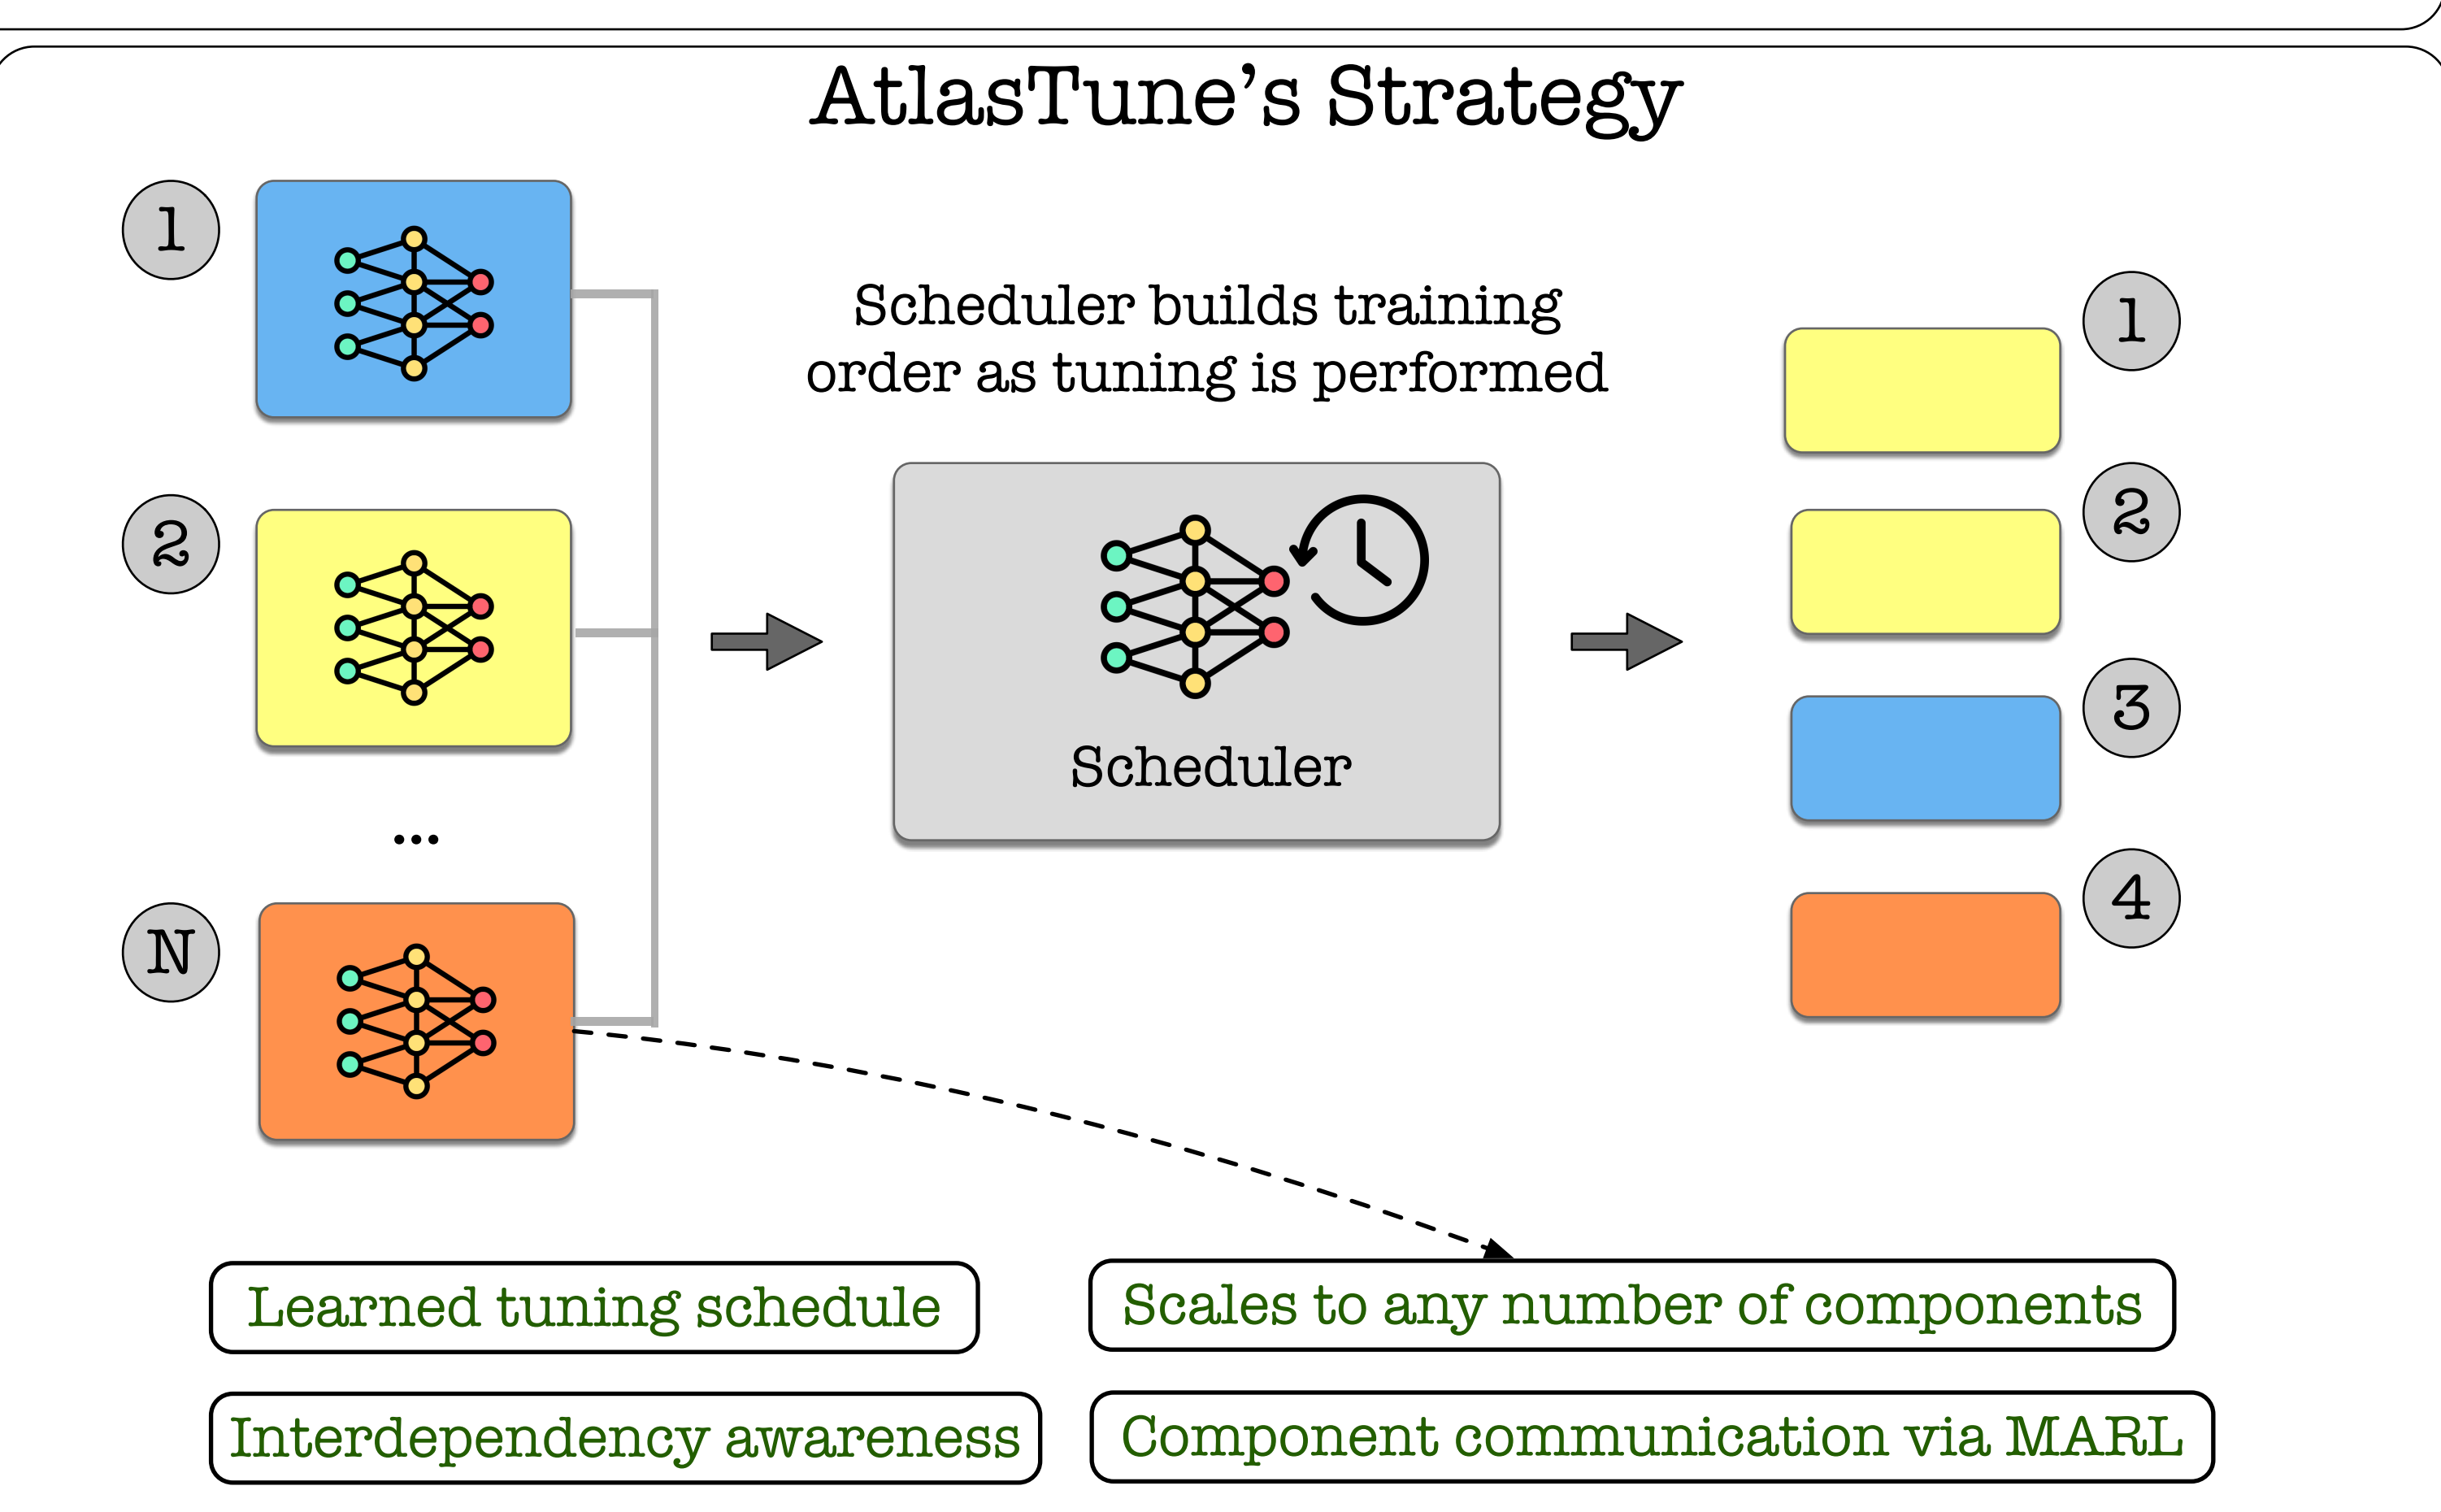 AtlasTune’s Strategy
1
2
...
N
Scheduler builds training
order as tuning is performed
Scheduler
1
2
3
4
Learned tuning schedule
Scales to any number of components
Interdependency awareness
Component communication via MARL